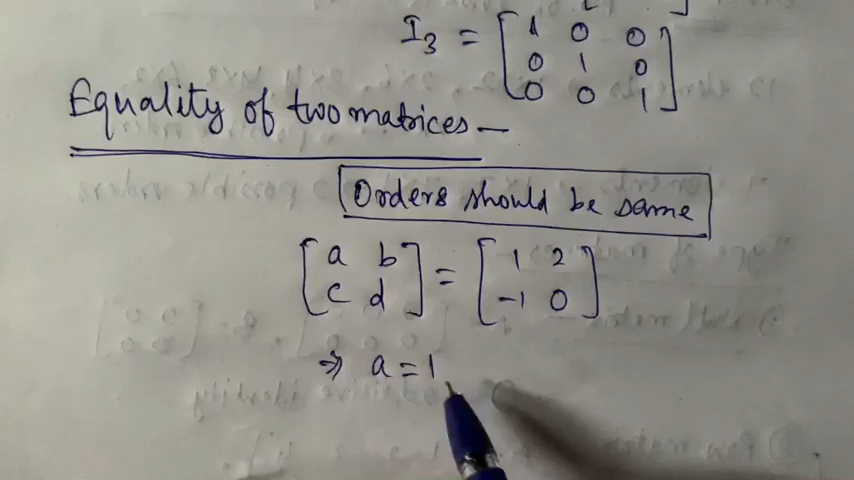 I₃ = [1 0 0
0 1 0
0 0 1]
Equality of two matrices —
Orders should be same
[a b = [1 2
c d] -1 0]
⇒ a = 1